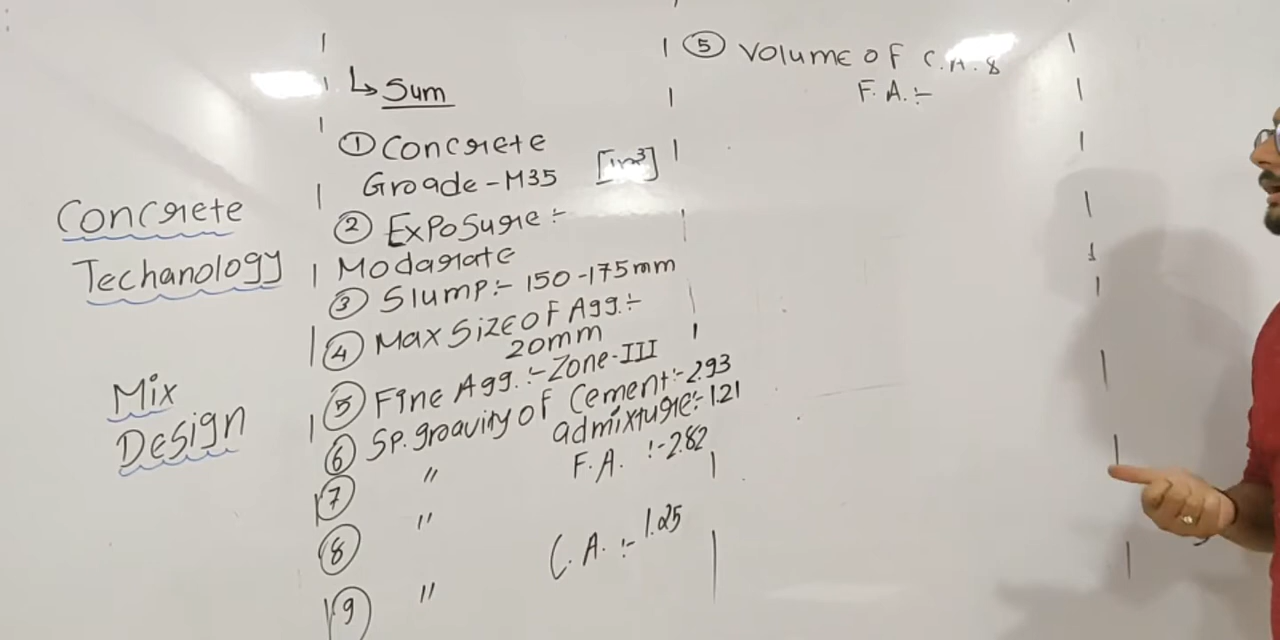 Concrete
Techanology
Mix
Design
↳ Sum
① Concrete
Groade - M35 [1m³]
② Exposure :-
Modarate
③ Slump :- 150 - 175mm
④ Max Size of Agg. :-
20mm
⑤ Fine Agg. :- Zone-III
⑥ SP. groavity of Cement :- 2.93
⑦ " admixture :- 1.21
⑧ " F.A. :- 2.82
⑨ " C.A. :- 1.25
⑤ Volume of C.A. &
F.A. :-